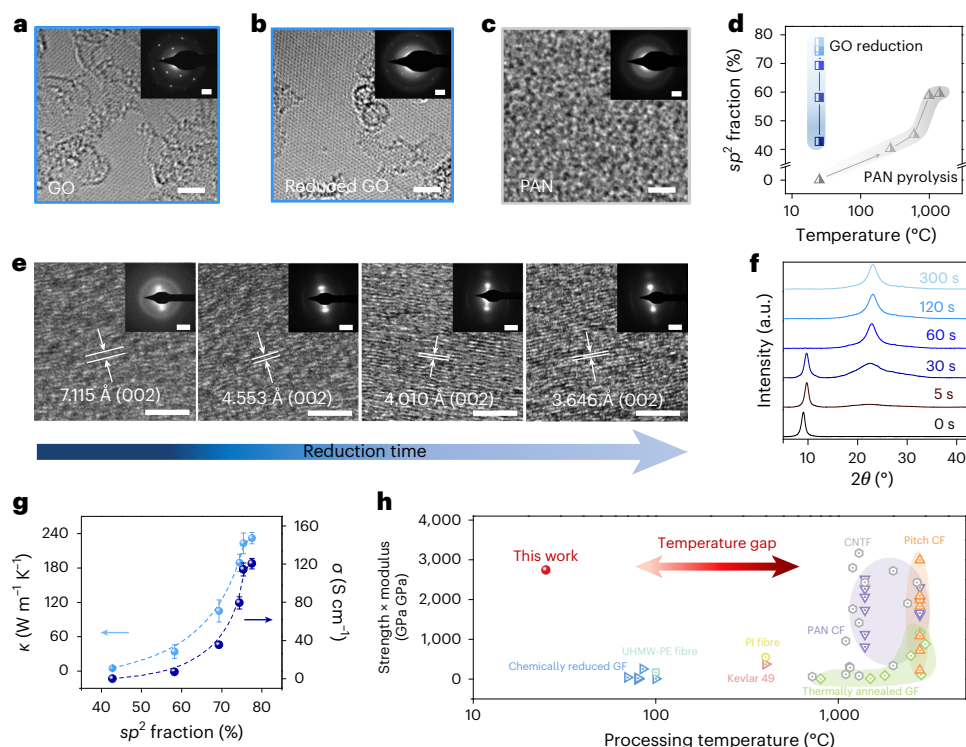 a
GO
b
Reduced GO
c
PAN
d
sp² fraction (%)
80
70
60
50
40
0
GO reduction
PAN pyrolysis
10
100
1,000
Temperature (°C)
e
7.115 Å (002)
4.553 Å (002)
4.010 Å (002)
3.646 Å (002)
Reduction time
f
Intensity (a.u.)
300 s
120 s
60 s
30 s
5 s
0 s
10
20
30
40
2θ (°)
g
κ (W m⁻¹ K⁻¹)
240
180
120
60
0
160
120
80
40
0
σ (S cm⁻¹)
40
50
60
70
80
sp² fraction (%)
h
Strength × modulus
(GPa GPa)
4,000
3,000
2,000
1,000
0
This work
Temperature gap
CNTF
Pitch CF
PAN CF
UHMW-PE fibre
Chemically reduced GF
PI fibre
Kevlar 49
Thermally annealed GF
10
100
1,000
Processing temperature (°C)